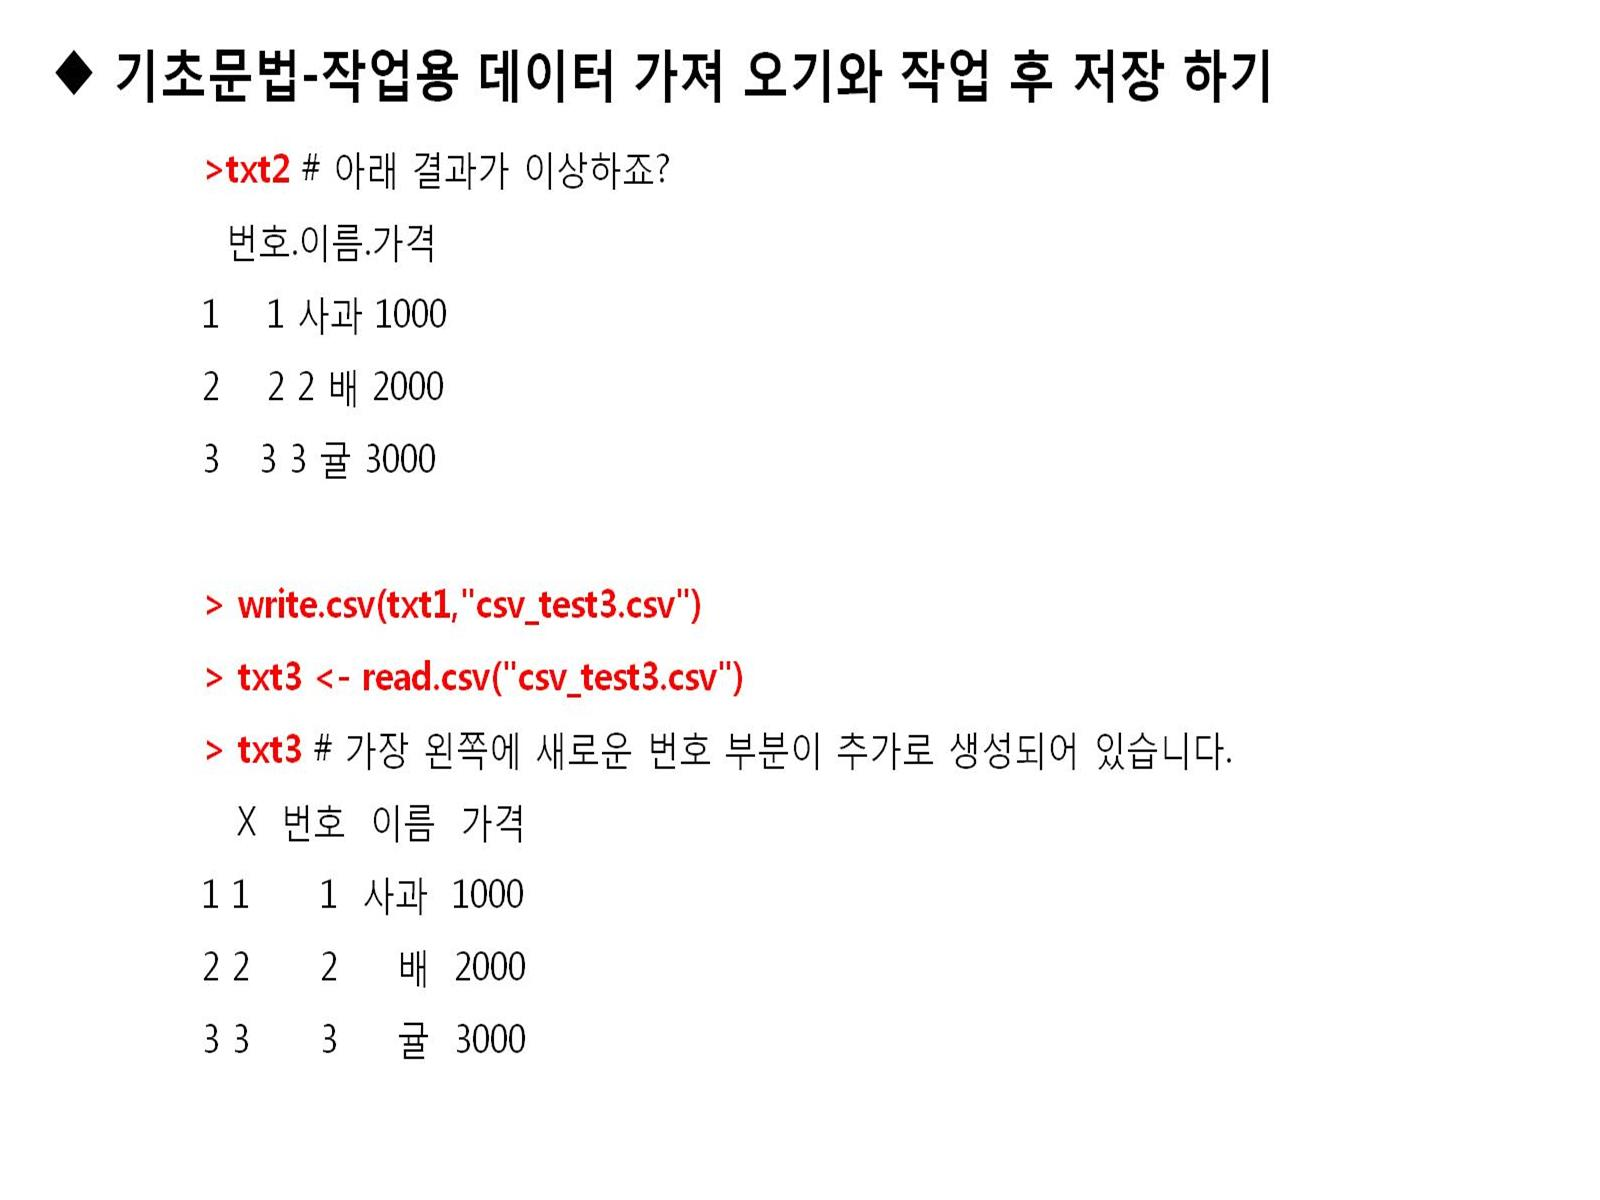 ◆ 기초문법-작업용 데이터 가져 오기와 작업 후 저장 하기
>txt2 # 아래 결과가 이상하죠?
번호.이름.가격
1 1 사과 1000
2 2 2 배 2000
3 3 3 귤 3000
> write.csv(txt1,"csv_test3.csv")
> txt3 <- read.csv("csv_test3.csv")
> txt3 # 가장 왼쪽에 새로운 번호 부분이 추가로 생성되어 있습니다.
X 번호 이름 가격
1 1 1 사과 1000
2 2 2 배 2000
3 3 3 귤 3000